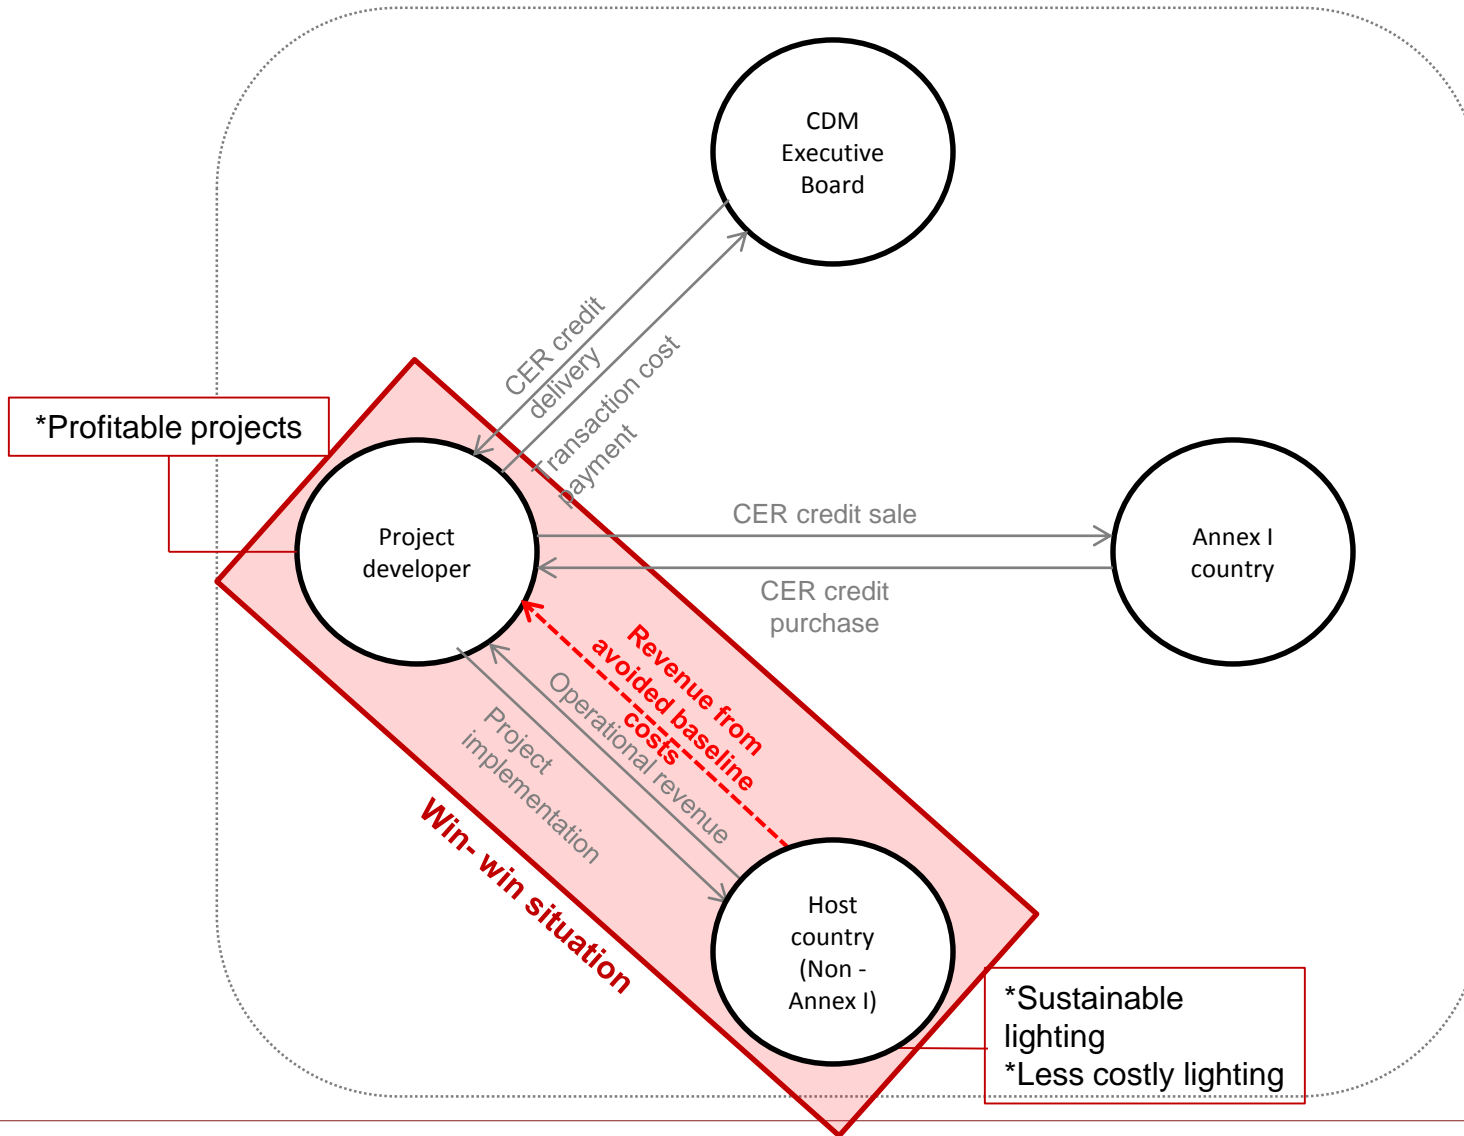 CDM
Executive
Board
CER credit
delivery
Transaction cost
payment
*Profitable projects
Project
developer
CER credit sale
CER credit
purchase
Annex I
country
Revenue from
avoided baseline
costs
Operational revenue
Project
implementation
Win- win situation
Host
country
(Non -
Annex I)
*Sustainable
lighting
*Less costly lighting